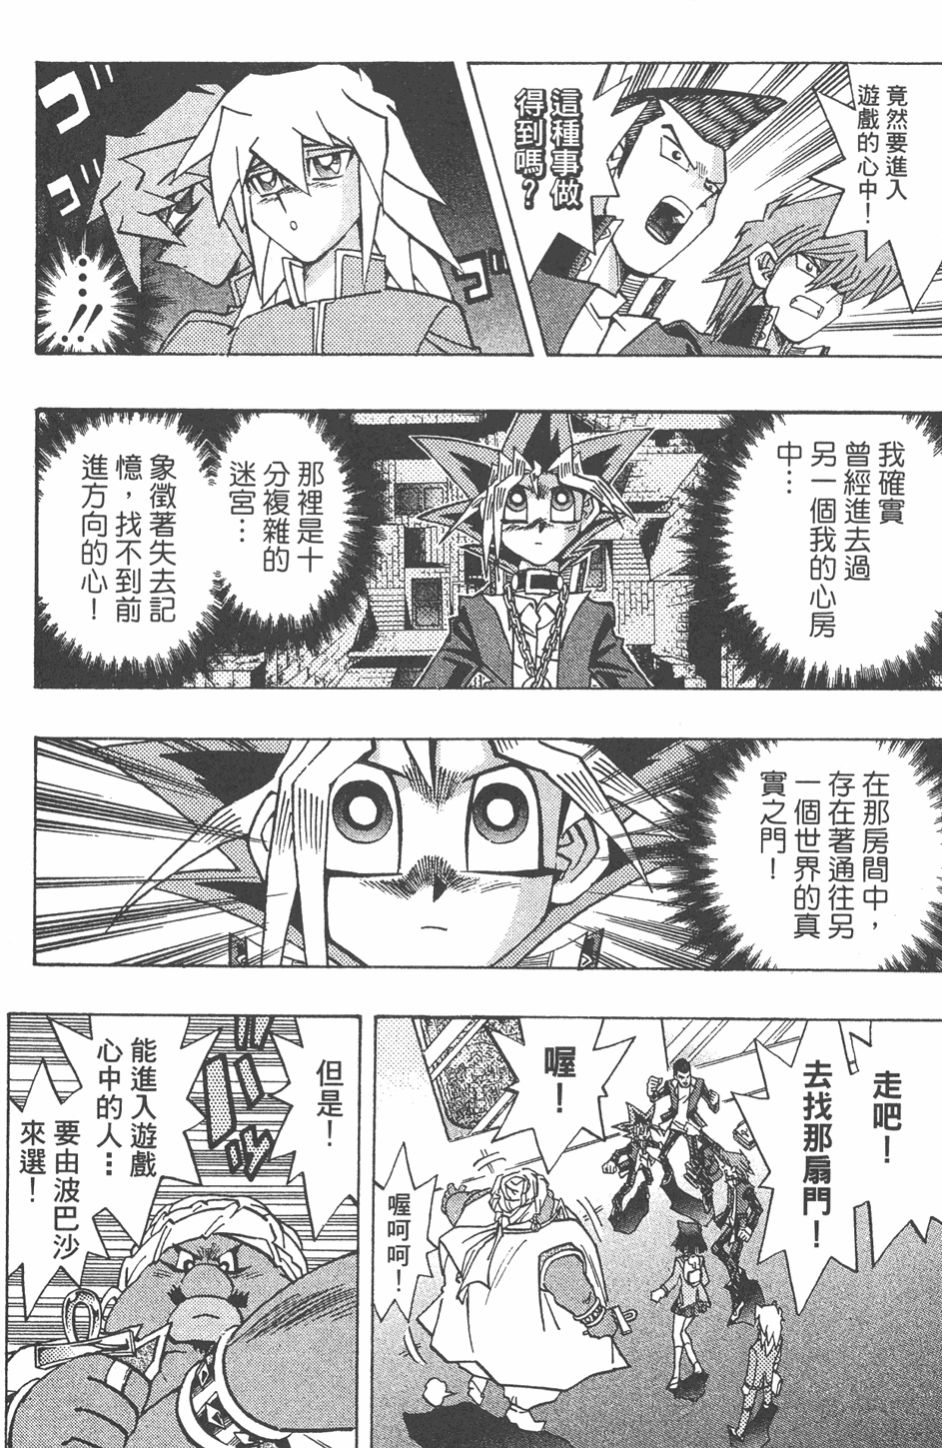 竟然要進入
遊戲的心中！
這種事做
得到嗎？
ゴゴ
ゴゴ
…!!
我確實
曾經進去過
另一個我的心房
中…
那裡是十
分複雜的
迷宮…
象徵著失去記
憶，找不到前
進方向的心！
在那房間中，
存在著通往另
一個世界的真
實之門！
走吧！
去找那扇門！
喔！
喔呵呵！
但是！
能進入遊戲
心中的人…
要由波巴沙
來選！